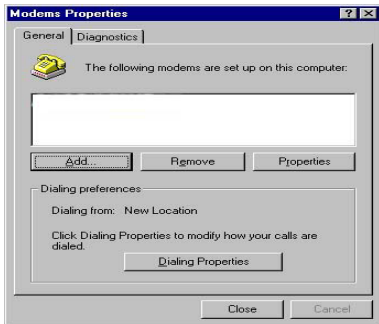 Modems Properties
General Diagnostics
The following modems are set up on this computer:
Add... Remove Properties
Dialing preferences
Dialing from: New Location
Click Dialing Properties to modify how your calls are
dialed.
Dialing Properties
Close Cancel